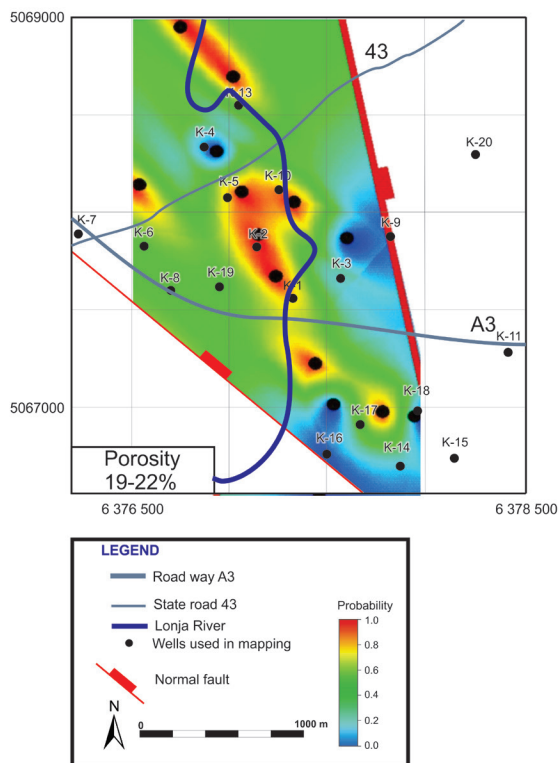 5069000
43
K-13
K-4
K-20
K-5
K-10
K-7
K-6
K-2
K-9
K-8
K-19
K-3
K-1
A3
K-11
5067000
K-18
K-17
K-16
K-14
K-15
Porosity
19-22%
6 376 500
6 378 500
LEGEND
Road way A3
State road 43
Lonja River
Wells used in mapping
Normal fault
N
0
1000 m
Probability
1.0
0.8
0.6
0.4
0.2
0.0